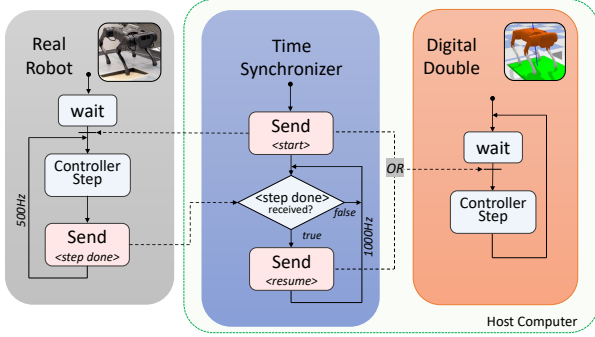 Real
Robot
wait
Controller
Step
Send
<step done>
500Hz
Time
Synchronizer
Send
<start>
<step done>
received?
false
true
Send
<resume>
1000Hz
OR
Digital
Double
wait
Controller
Step
Host Computer